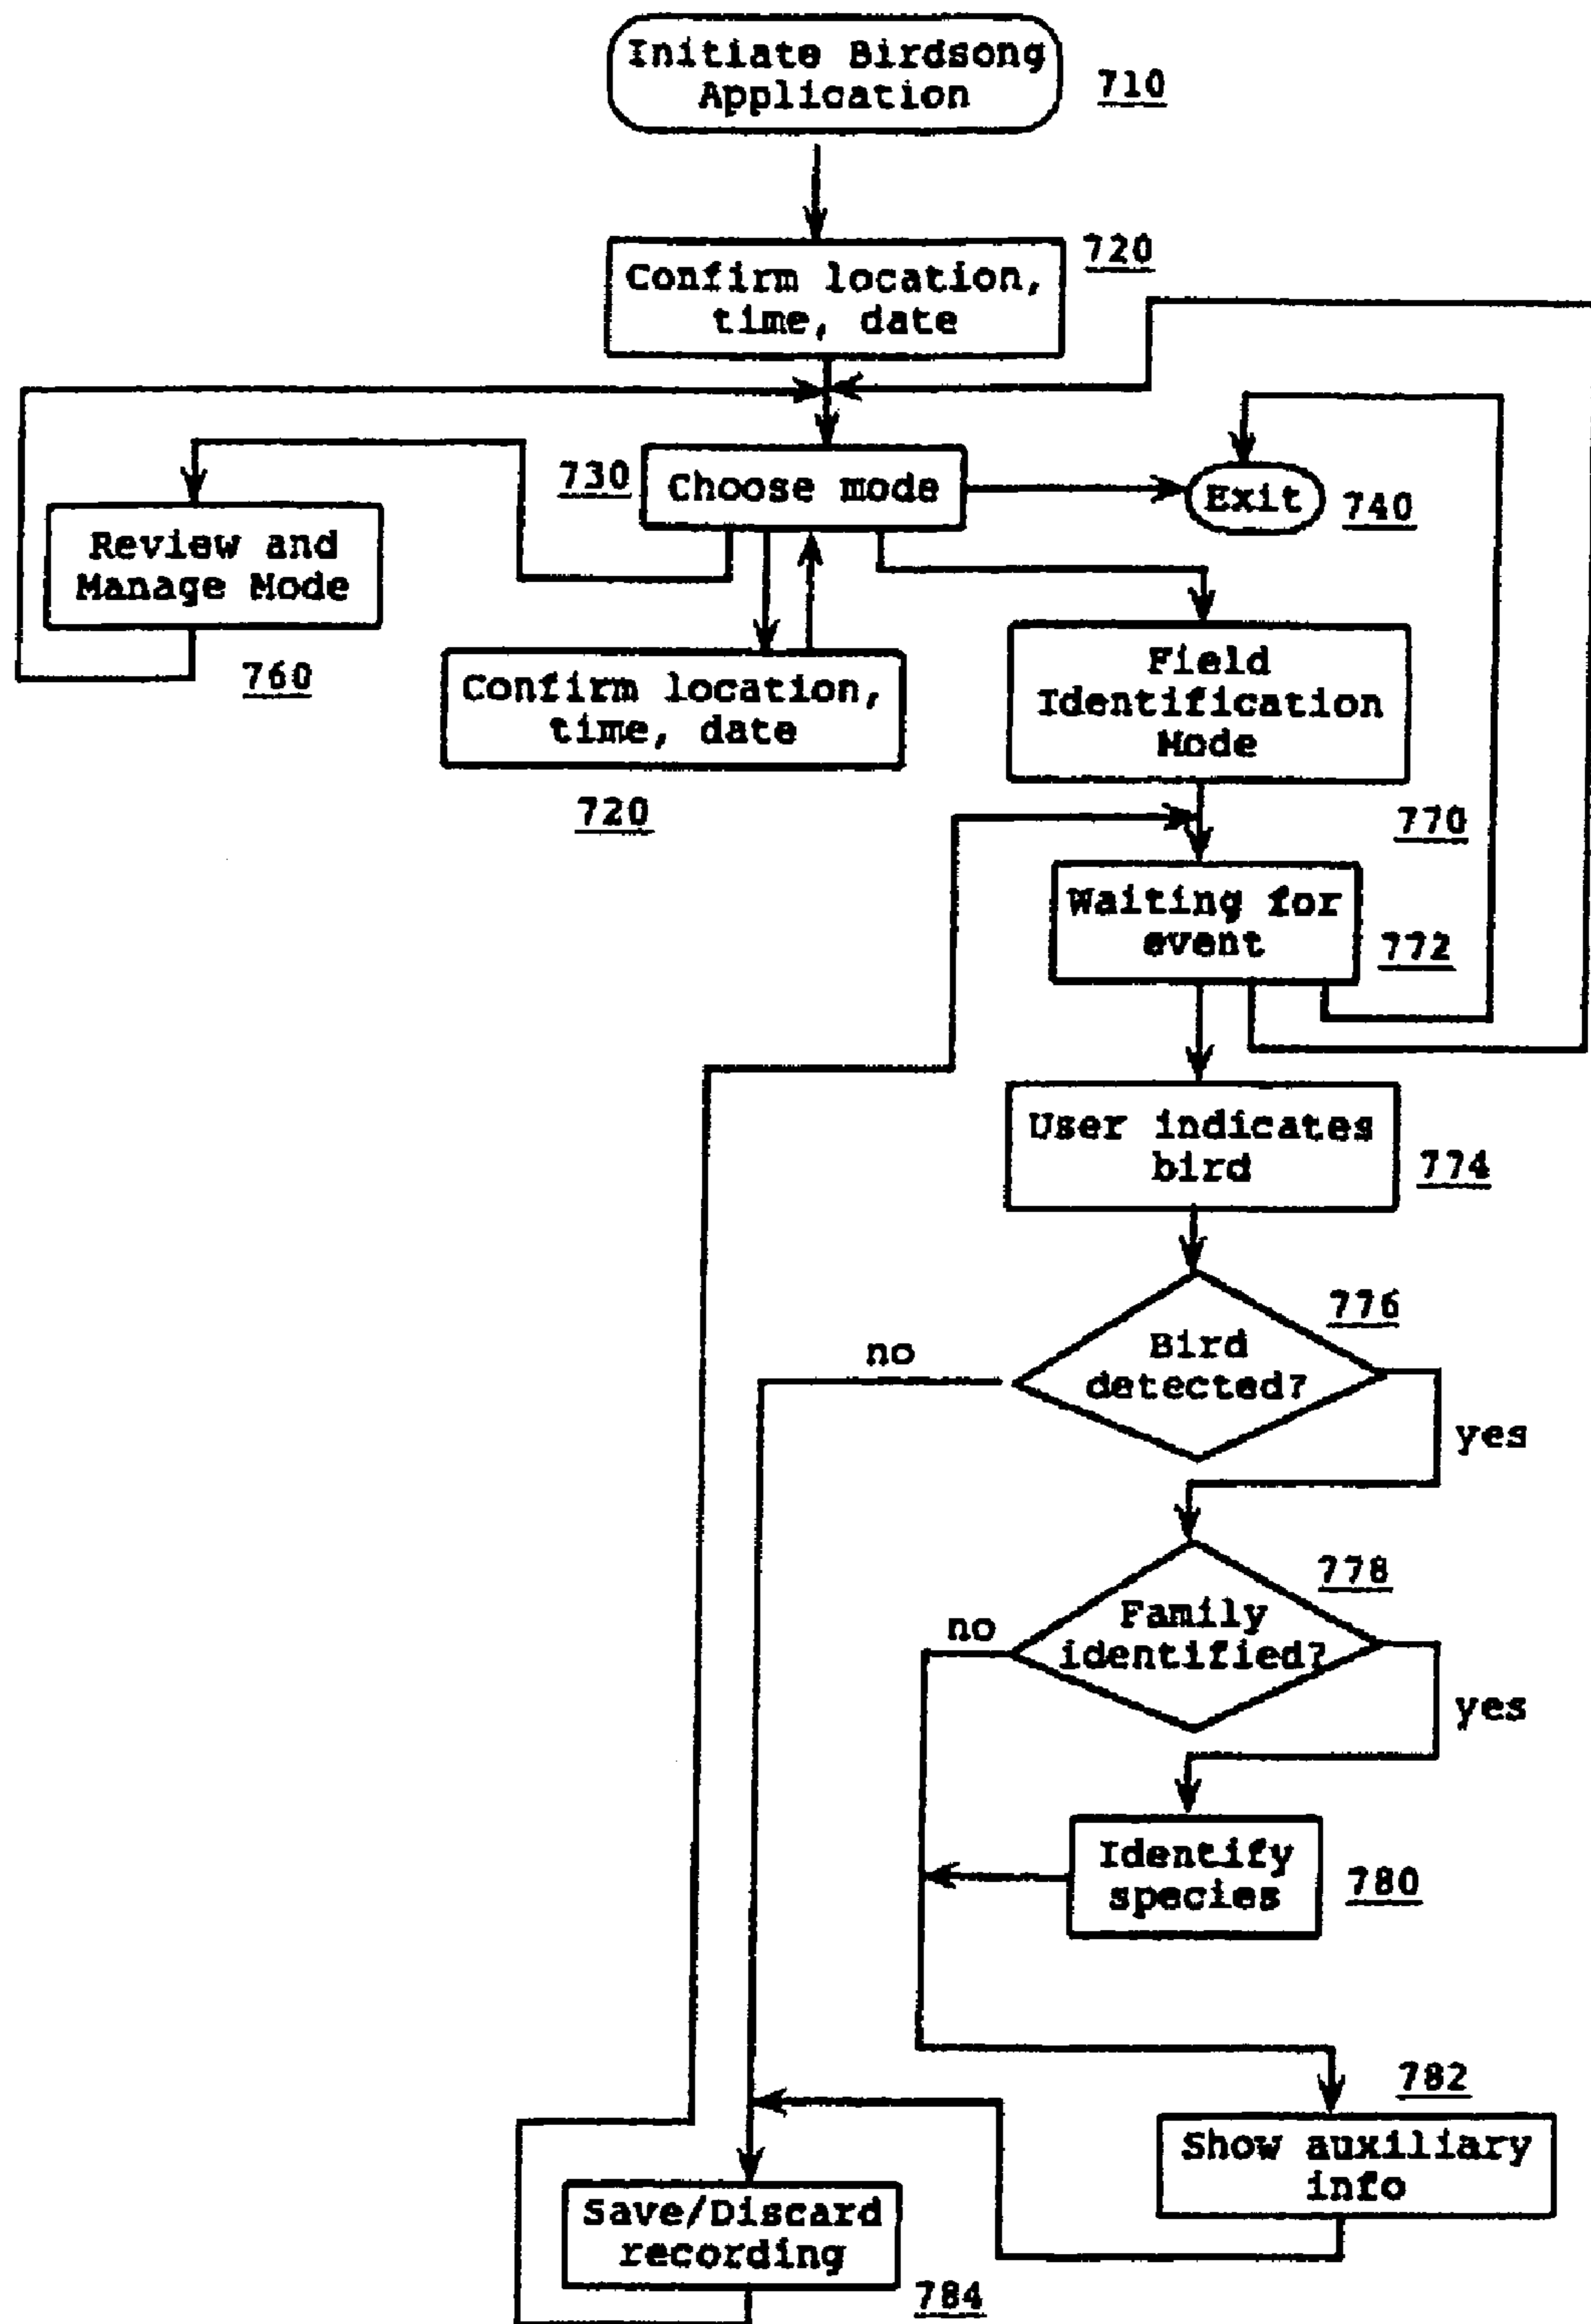 Initiate Birdsong
Application
710
Confirm location,
time, date
720
730
Choose mode
Exit
740
Review and
Manage Mode
760
Confirm location,
time, date
720
Field
Identification
Mode
770
Waiting for
event
772
User indicates
bird
774
776
Bird
detected?
no
yes
778
Family
identified?
no
yes
Identify
species
780
782
Show auxiliary
info
Save/Discard
recording
784